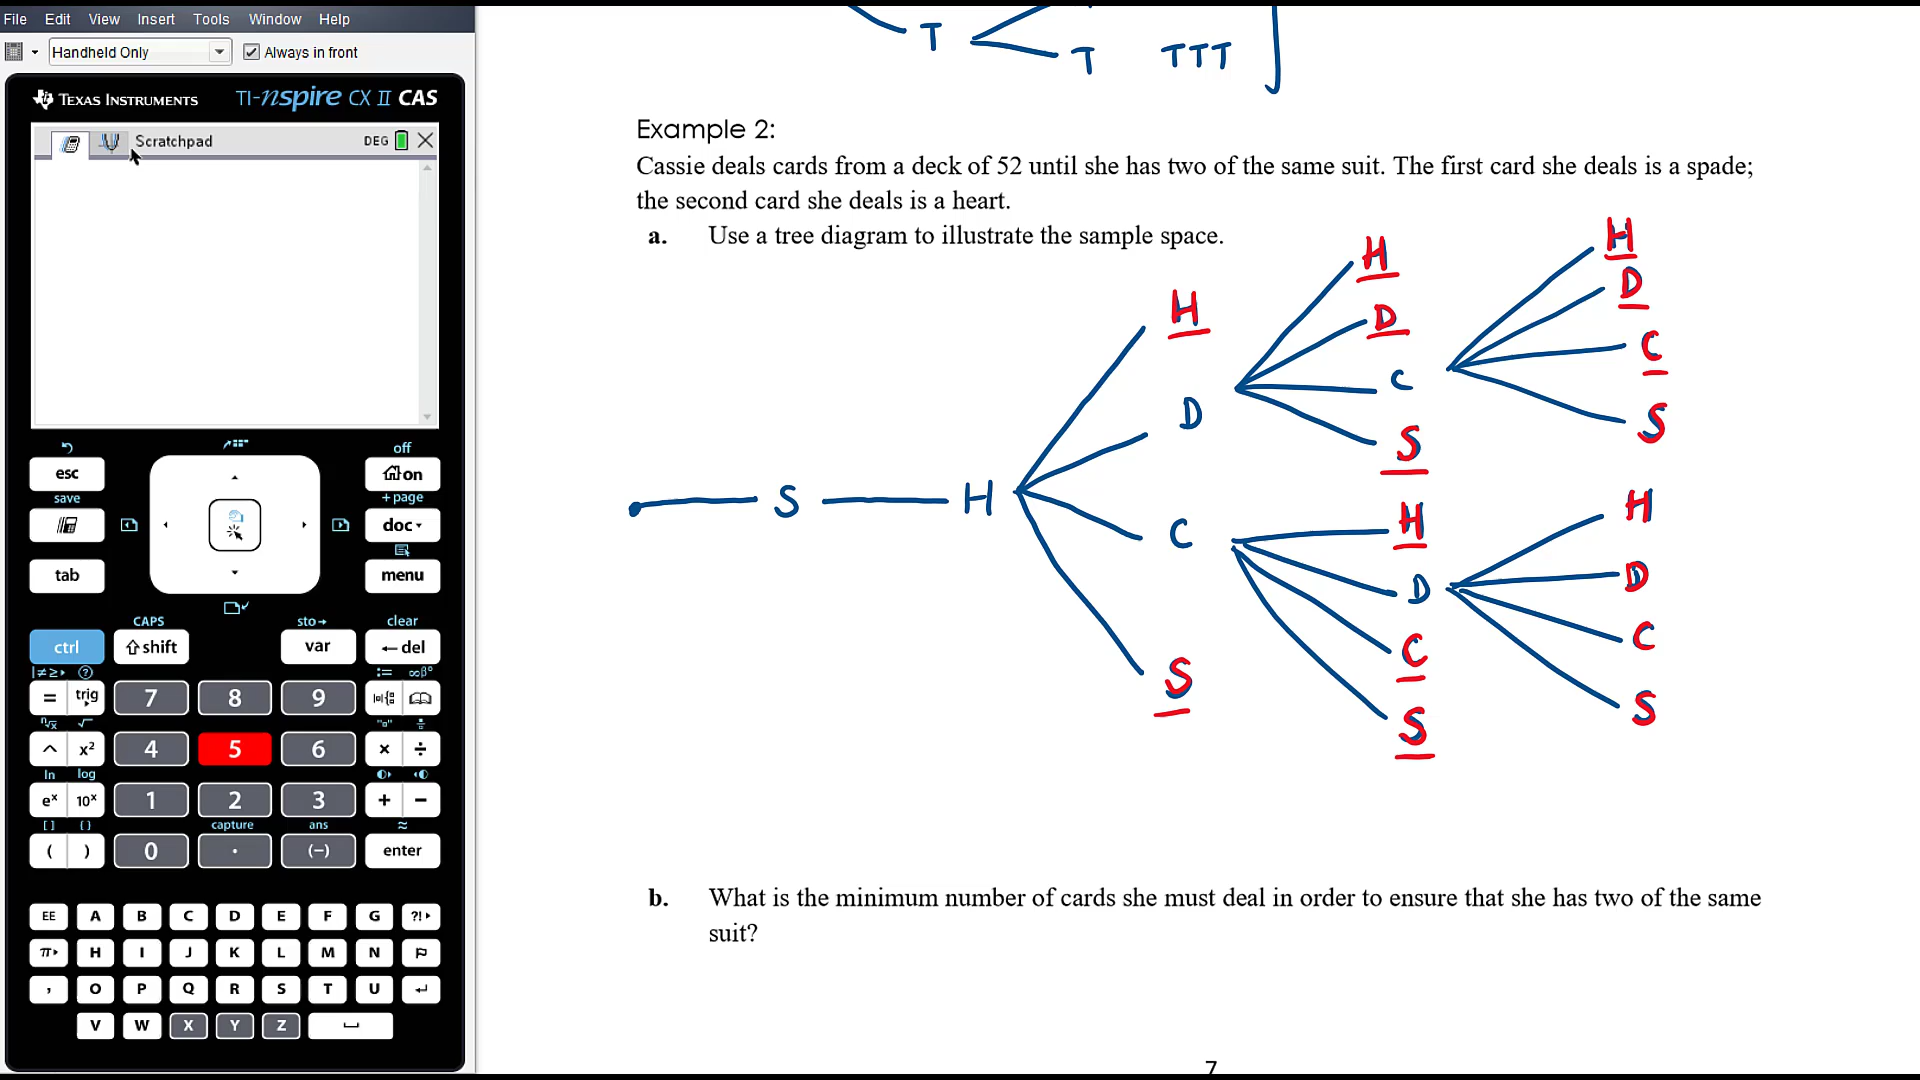 File Edit View Insert Tools Window Help
Handheld Only Always in front
TEXAS INSTRUMENTS TI-nspire CX II CAS
Scratchpad DEG
off
esc on
save +page
doc
tab menu
CAPS sto→ clear
ctrl shift var ←del
|≠≥▸ ? := ∞β°
= trig 7 8 9
ⁿ√x √ "▫" ÷
^ x² 4 5 6 × ÷
ln log
eˣ 10ˣ 1 2 3 + −
[ ] { } capture ans ≈
( ) 0 . (−) enter
EE A B C D E F G ?!▸
π▸ H I J K L M N
, O P Q R S T U ↵
V W X Y Z
T
T TTT
Example 2:
Cassie deals cards from a deck of 52 until she has two of the same suit. The first card she deals is a spade;
the second card she deals is a heart.
a. Use a tree diagram to illustrate the sample space.
H H
D
H D
C
D C
S S
S H
C H H
D D
C C
S S S
b. What is the minimum number of cards she must deal in order to ensure that she has two of the same
suit?
7